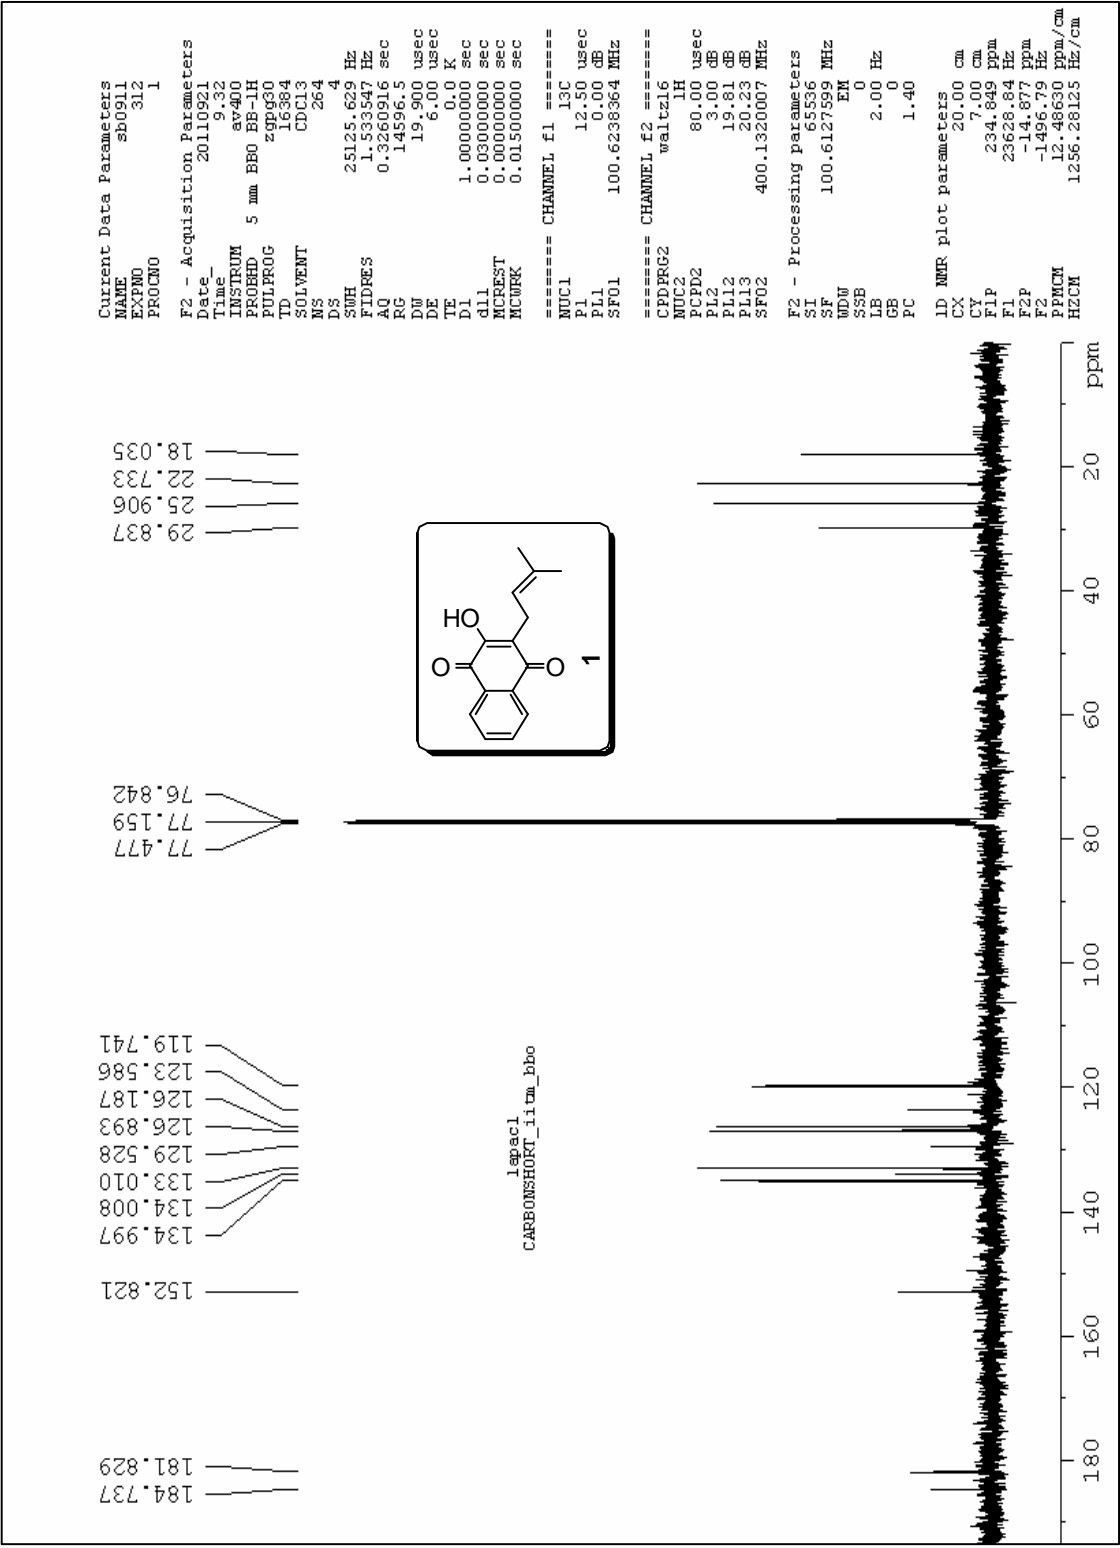 Current Data Parameters
NAME sb0911
EXPNO 312
PROCNO 1
F2 - Acquisition Parameters
Date_ 20110921
Time 9.32
INSTRUM av400
PROBHD 5 mm BBO BB-1H
PULPROG zgpg30
TD 16384
SOLVENT CDCl3
NS 264
DS 4
SWH 25125.629 Hz
FIDRES 1.533547 Hz
AQ 0.3260916 sec
RG 14596.5
DW 19.900 usec
DE 6.00 usec
TE 0.0 K
D1 1.00000000 sec
d11 0.03000000 sec
MCREST 0.00000000 sec
MCWRK 0.01500000 sec
======== CHANNEL f1 ========
NUC1 13C
P1 12.50 usec
PL1 0.00 dB
SFO1 100.6238364 MHz
======== CHANNEL f2 ========
CPDPRG2 waltz16
NUC2 1H
PCPD2 80.00 usec
PL2 3.00 dB
PL12 19.81 dB
PL13 20.23 dB
SFO2 400.1320007 MHz
F2 - Processing parameters
SI 65536
SF 100.6127599 MHz
WDW EM
SSB 0
LB 2.00 Hz
GB 0
PC 1.40
1D NMR plot parameters
CX 20.00 cm
CY 7.00 cm
F1P 234.849 ppm
F1 23628.84 Hz
F2P -14.877 ppm
F2 -1496.79 Hz
PPMCM 12.48630 ppm/cm
HZCM 1256.28125 Hz/cm
184.737
181.829
152.821
134.997
134.008
133.010
129.528
126.893
126.187
123.586
119.741
77.477
77.159
76.842
29.837
25.906
22.733
18.035
O
HO
O
1
lapacl
CARBONSHORT_iitm_bbo
180 160 140 120 100 80 60 40 20 ppm